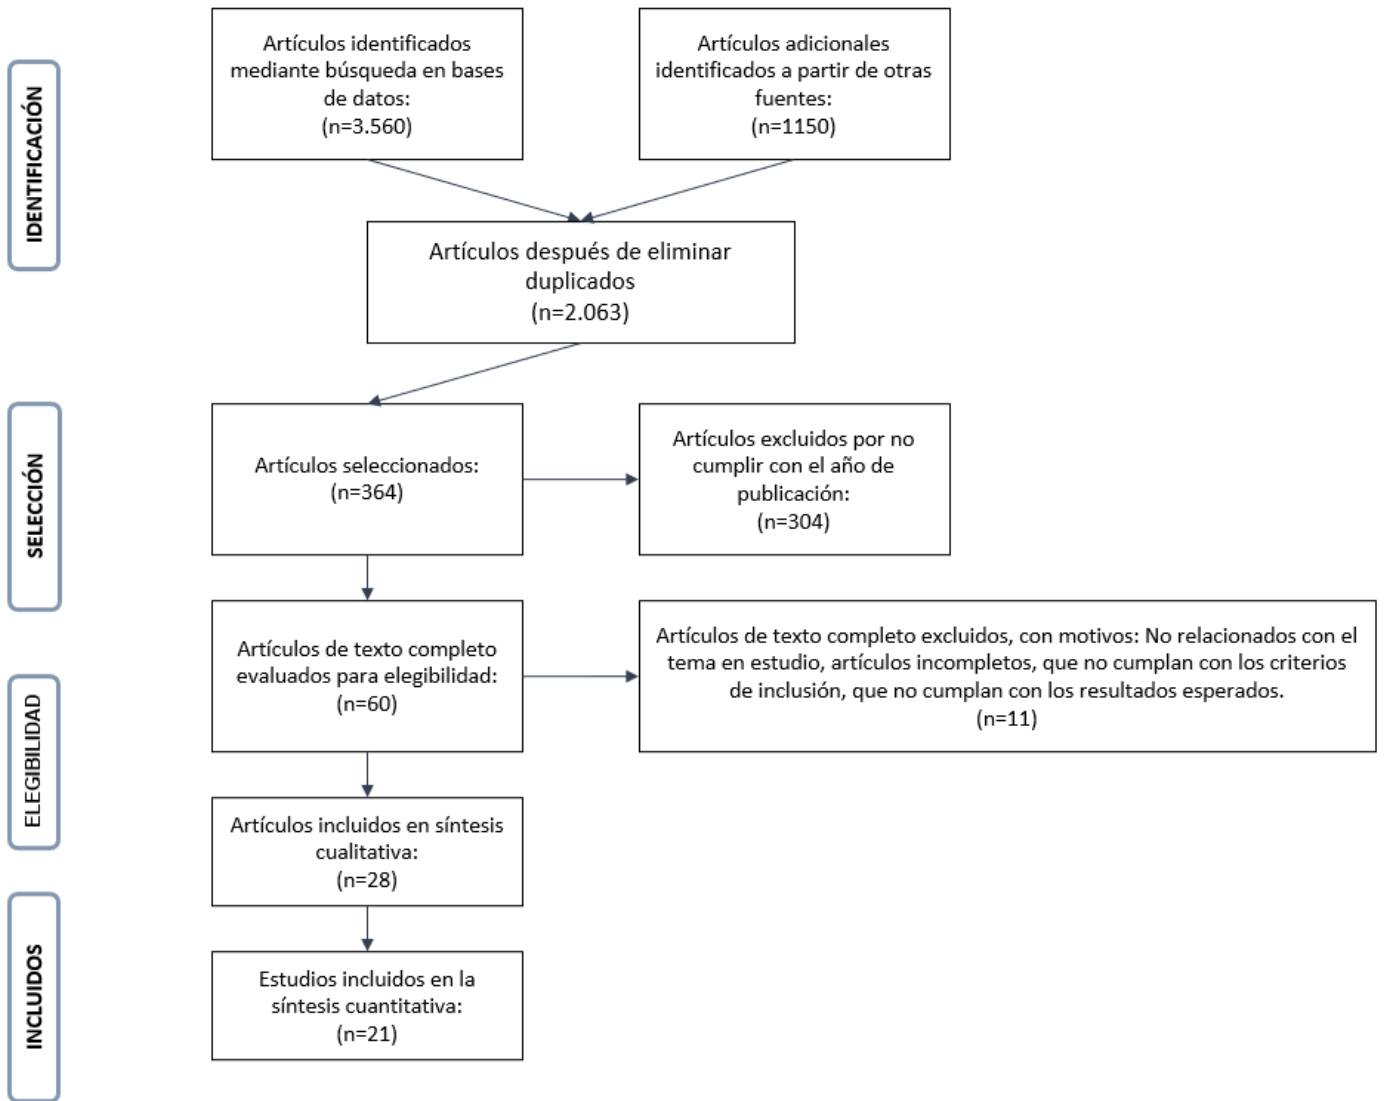 IDENTIFICACIÓN
Artículos identificados
mediante búsqueda en bases
de datos:
(n=3.560)
Artículos adicionales
identificados a partir de otras
fuentes:
(n=1150)
Artículos después de eliminar
duplicados
(n=2.063)
SELECCIÓN
Artículos seleccionados:
(n=364)
Artículos excluidos por no
cumplir con el año de
publicación:
(n=304)
ELEGIBILIDAD
Artículos de texto completo
evaluados para elegibilidad:
(n=60)
Artículos de texto completo excluidos, con motivos: No relacionados con el
tema en estudio, artículos incompletos, que no cumplan con los criterios
de inclusión, que no cumplan con los resultados esperados.
(n=11)
Artículos incluidos en síntesis
cualitativa:
(n=28)
INCLUIDOS
Estudios incluidos en la
síntesis cuantitativa:
(n=21)